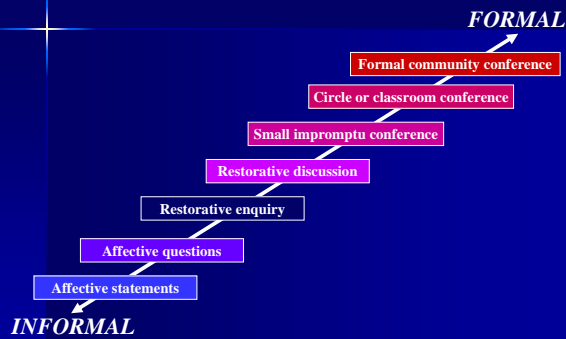 FORMAL
Formal community conference
Circle or classroom conference
Small impromptu conference
Restorative discussion
Restorative enquiry
Affective questions
Affective statements
INFORMAL